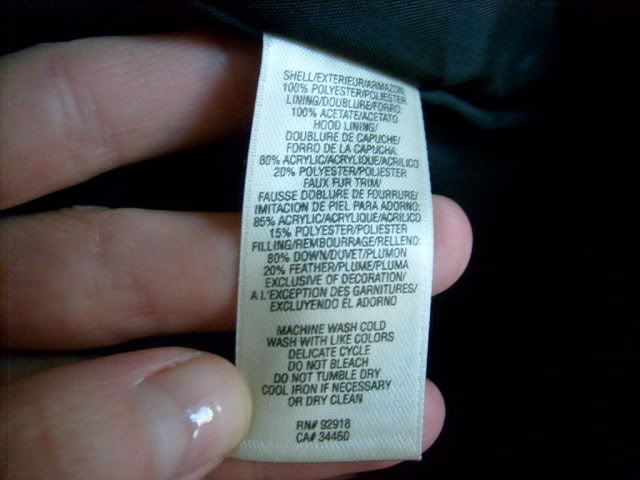 SHELL/EXTERIEUR/ARMAZON
100% POLYESTER/POLIESTER
LINING/DOUBLURE/FORRO:
100% ACETATE/ACETATO
HOOD LINING/
DOUBLURE DE CAPUCHE/
FORRO DE LA CAPUCHA:
80% ACRYLIC/ACRYLIQUE/ACRILICO
20% POLYESTER/POLIESTER
FAUX FUR TRIM/
FAUSSE DOBLURE DE FOURRURE/
IMITACION DE PIEL PARA ADORNO:
85% ACRYLIC/ACRYLIQUE/ACRILICO
15% POLYESTER/POLIESTER
FILLING/REMBOURRAGE/RELLENO:
80% DOWN/DUVET/PLUMON
20% FEATHER/PLUME/PLUMA
EXCLUSIVE OF DECORATION/
A L'EXCEPTION DES GARNITURES/
EXCLUYENDO EL ADORNO
MACHINE WASH COLD
WASH WITH LIKE COLORS
DELICATE CYCLE
DO NOT BLEACH
DO NOT TUMBLE DRY
COOL IRON IF NECESSARY
OR DRY CLEAN
RN# 92918
CA# 34460